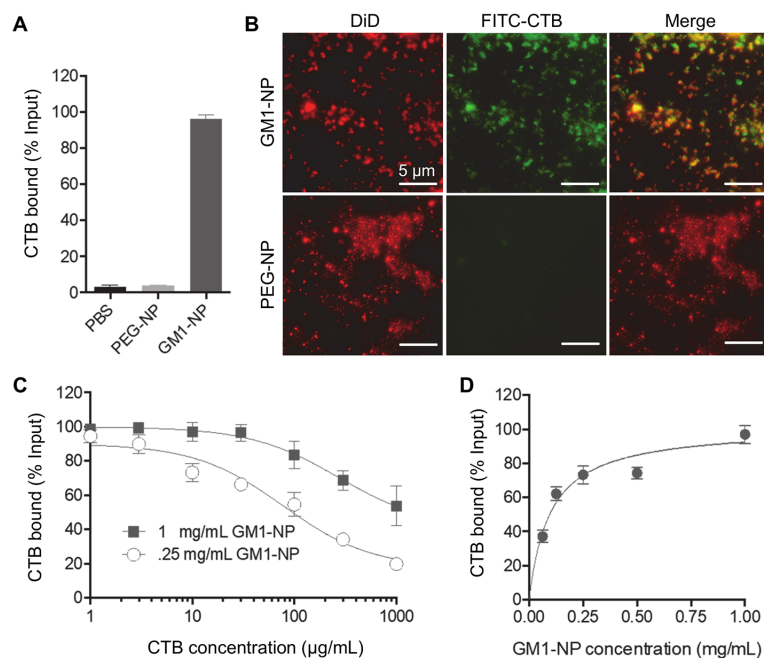 A
CTB bound (% Input)
120
100
80
60
40
20
0
PBS
PEG-NP
GM1-NP
B
DiD
FITC-CTB
Merge
GM1-NP
5 μm
PEG-NP
C
CTB bound (% Input)
120
100
80
60
40
20
0
1 mg/mL GM1-NP
.25 mg/mL GM1-NP
1
10
100
1000
CTB concentration (μg/mL)
D
CTB bound (% Input)
120
100
80
60
40
20
0
0.00
0.25
0.50
0.75
1.00
GM1-NP concentration (mg/mL)